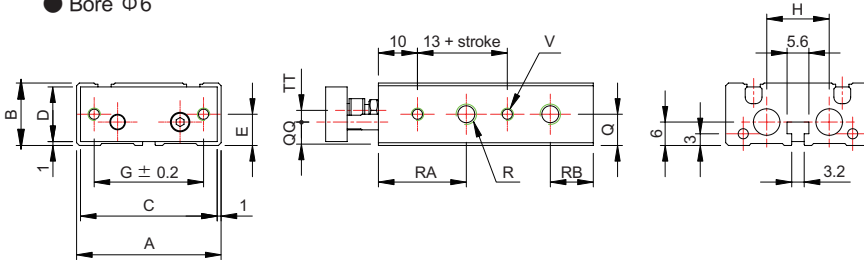 ● Bore Φ6
10
13 + stroke
V
H
5.6
TT
B
D
E
QQ
Q
6
3
1
G ± 0.2
RA
R
RB
3.2
C
1
A